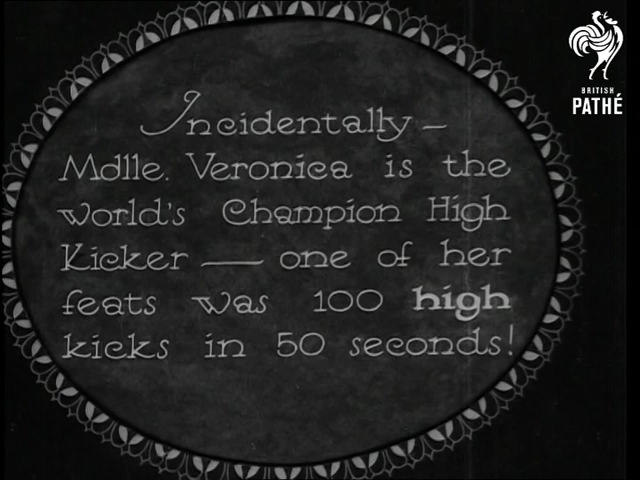 Incidentally –
Mdlle. Veronica is the
world's Champion High
Kicker — one of her
feats was 100 high
kicks in 50 seconds!
BRITISH
PATHÉ